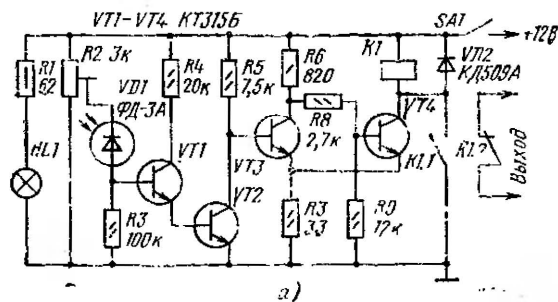 VT1-VT4 КТ315Б
SA1
+12В
R1
62
R2 3к
VD1
ФД-3А
R4
20к
R5
7,5к
R6
820
K1
VD2
КД509А
HL1
VT1
VT3
R8
2,7к
VT4
K1.1
K1.2
Выход
VT2
R3
100к
R3
33
R9
12к
а)